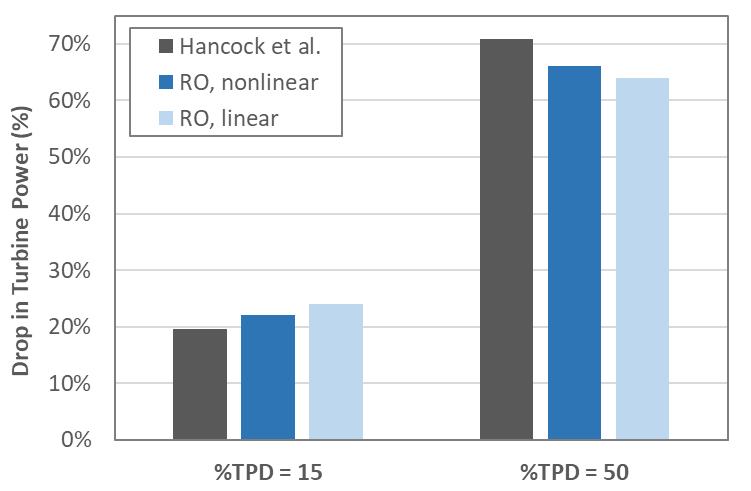 Drop in Turbine Power (%)
70%
60%
50%
40%
30%
20%
10%
0%
Hancock et al.
RO, nonlinear
RO, linear
%TPD = 15
%TPD = 50